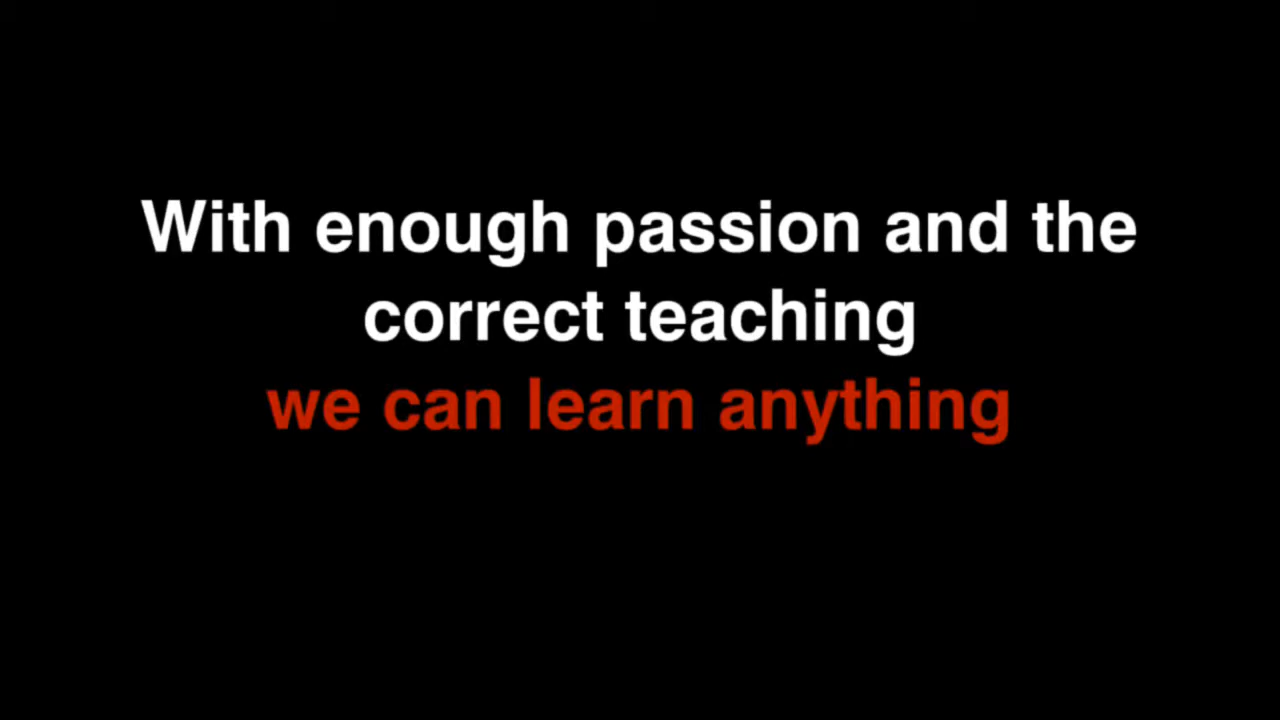 With enough passion and the
correct teaching
we can learn anything